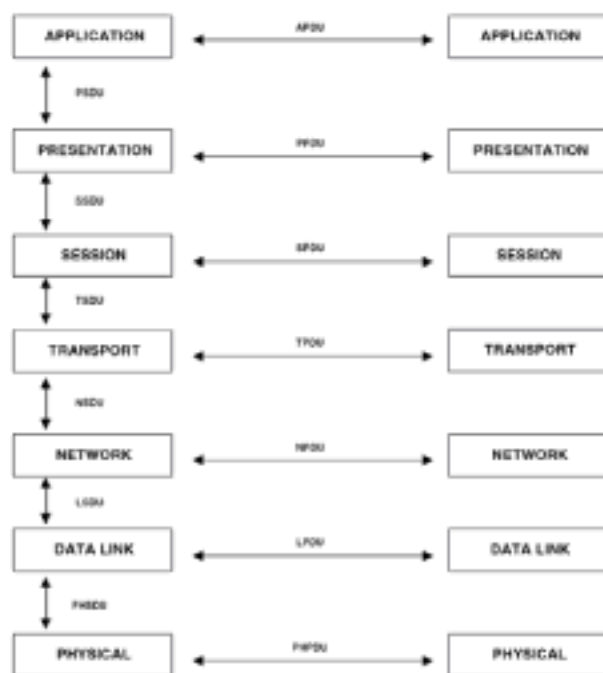 APPLICATION APDU APPLICATION
PSDU
PRESENTATION PPDU PRESENTATION
SSDU
SESSION SPDU SESSION
TSDU
TRANSPORT TPDU TRANSPORT
NSDU
NETWORK NPDU NETWORK
LSDU
DATA LINK LPDU DATA LINK
PHSDU
PHYSICAL PHPDU PHYSICAL